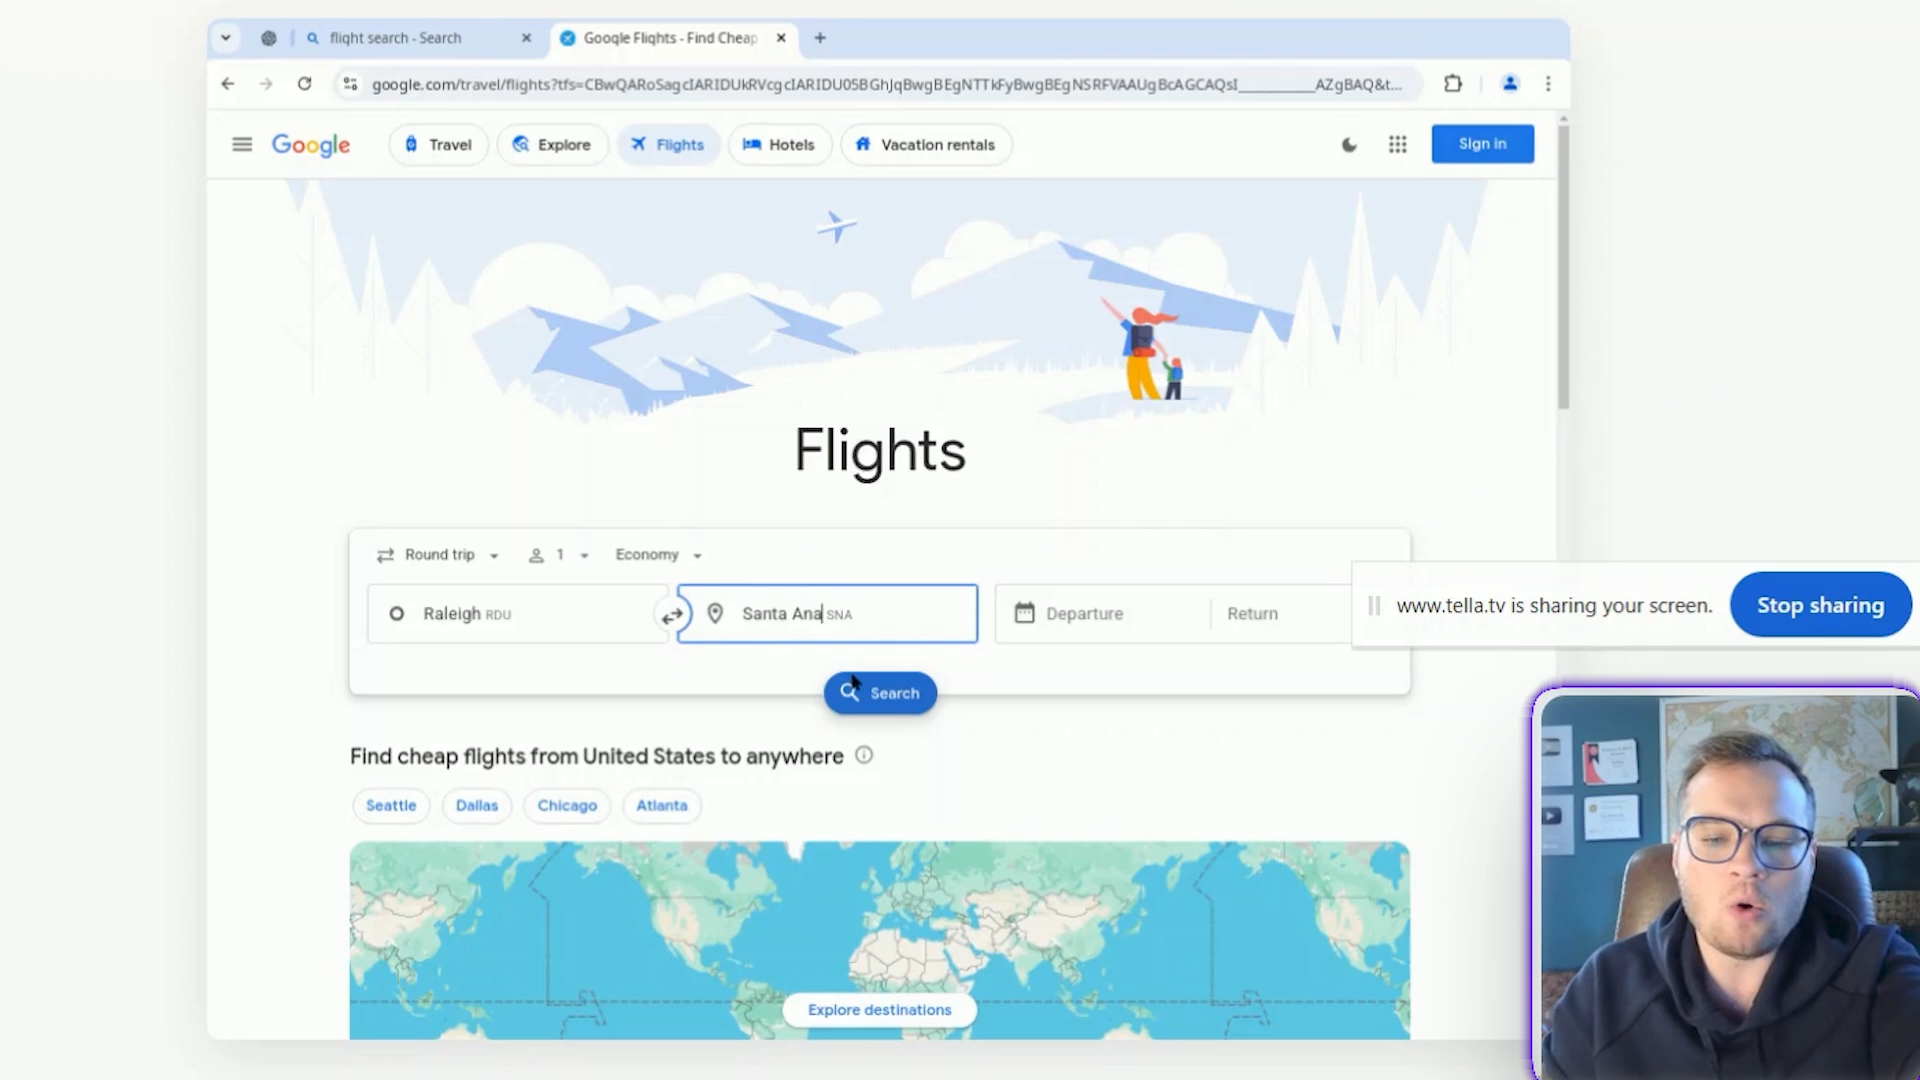 flight search - Search
Google Flights - Find Cheap
google.com/travel/flights?tfs=CBwQARoSagcIARIDUkRVcgcIARIDU05BGhJqBwgBEgNTTkFyBwgBEgNSRFVAAUgBcAGCAQsI___________AZgBAQ&t...
Google
Travel
Explore
Flights
Hotels
Vacation rentals
Sign in
Flights
Round trip
1
Economy
Raleigh RDU
Santa Ana SNA
Departure
Return
www.tella.tv is sharing your screen.
Stop sharing
Search
Find cheap flights from United States to anywhere
Seattle
Dallas
Chicago
Atlanta
Explore destinations